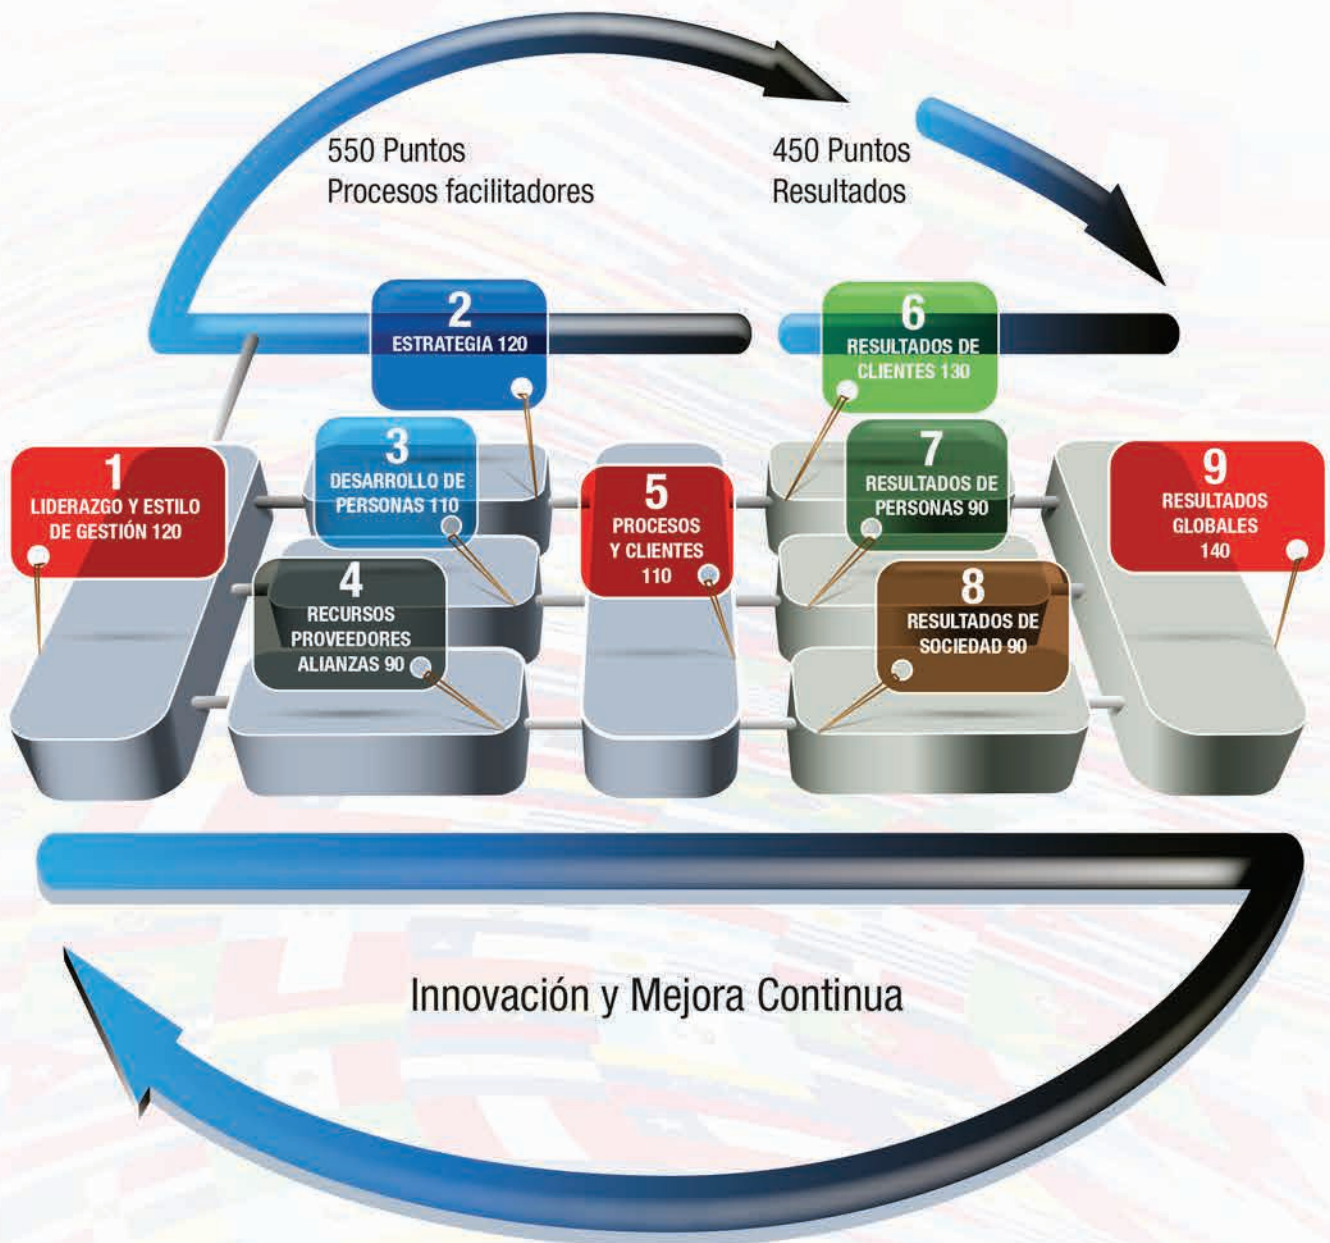 550 Puntos
Procesos facilitadores
450 Puntos
Resultados
1
LIDERAZGO Y ESTILO
DE GESTIÓN 120
2
ESTRATEGIA 120
3
DESARROLLO DE
PERSONAS 110
4
RECURSOS
PROVEEDORES
ALIANZAS 90
5
PROCESOS
Y CLIENTES
110
6
RESULTADOS DE
CLIENTES 130
7
RESULTADOS DE
PERSONAS 90
8
RESULTADOS DE
SOCIEDAD 90
9
RESULTADOS
GLOBALES
140
Innovación y Mejora Continua